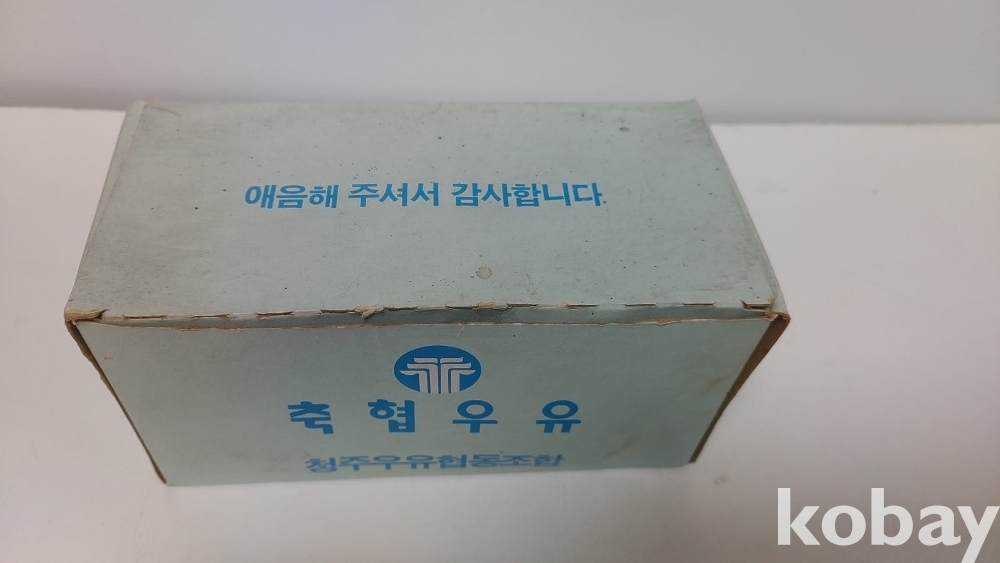 애음해 주셔서 감사합니다.
축협우유
청주우유협동조합
kobay